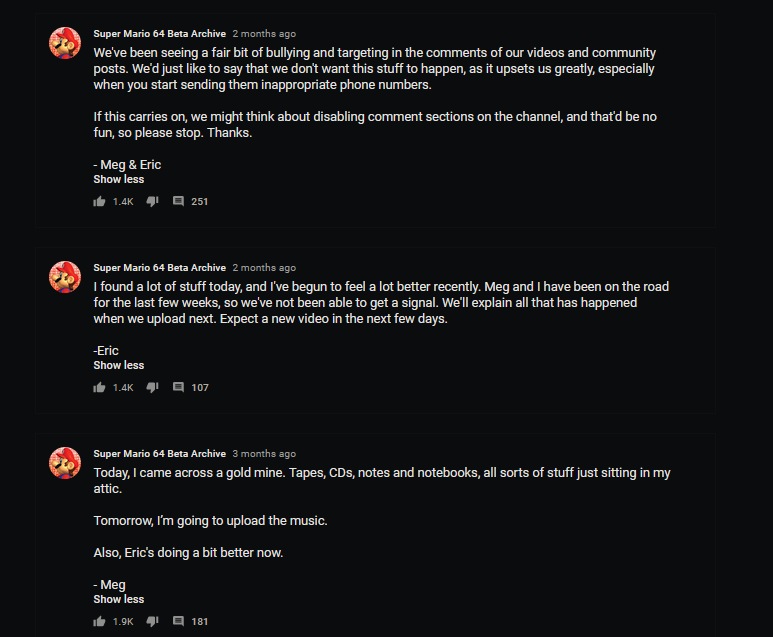 Super Mario 64 Beta Archive 2 months ago
We've been seeing a fair bit of bullying and targeting in the comments of our videos and community
posts. We'd just like to say that we don't want this stuff to happen, as it upsets us greatly, especially
when you start sending them inappropriate phone numbers.
If this carries on, we might think about disabling comment sections on the channel, and that'd be no
fun, so please stop. Thanks.
- Meg & Eric
Show less
1.4K 251
Super Mario 64 Beta Archive 2 months ago
I found a lot of stuff today, and I've begun to feel a lot better recently. Meg and I have been on the road
for the last few weeks, so we've not been able to get a signal. We'll explain all that has happened
when we upload next. Expect a new video in the next few days.
-Eric
Show less
1.4K 107
Super Mario 64 Beta Archive 3 months ago
Today, I came across a gold mine. Tapes, CDs, notes and notebooks, all sorts of stuff just sitting in my
attic.
Tomorrow, I'm going to upload the music.
Also, Eric's doing a bit better now.
- Meg
Show less
1.9K 181